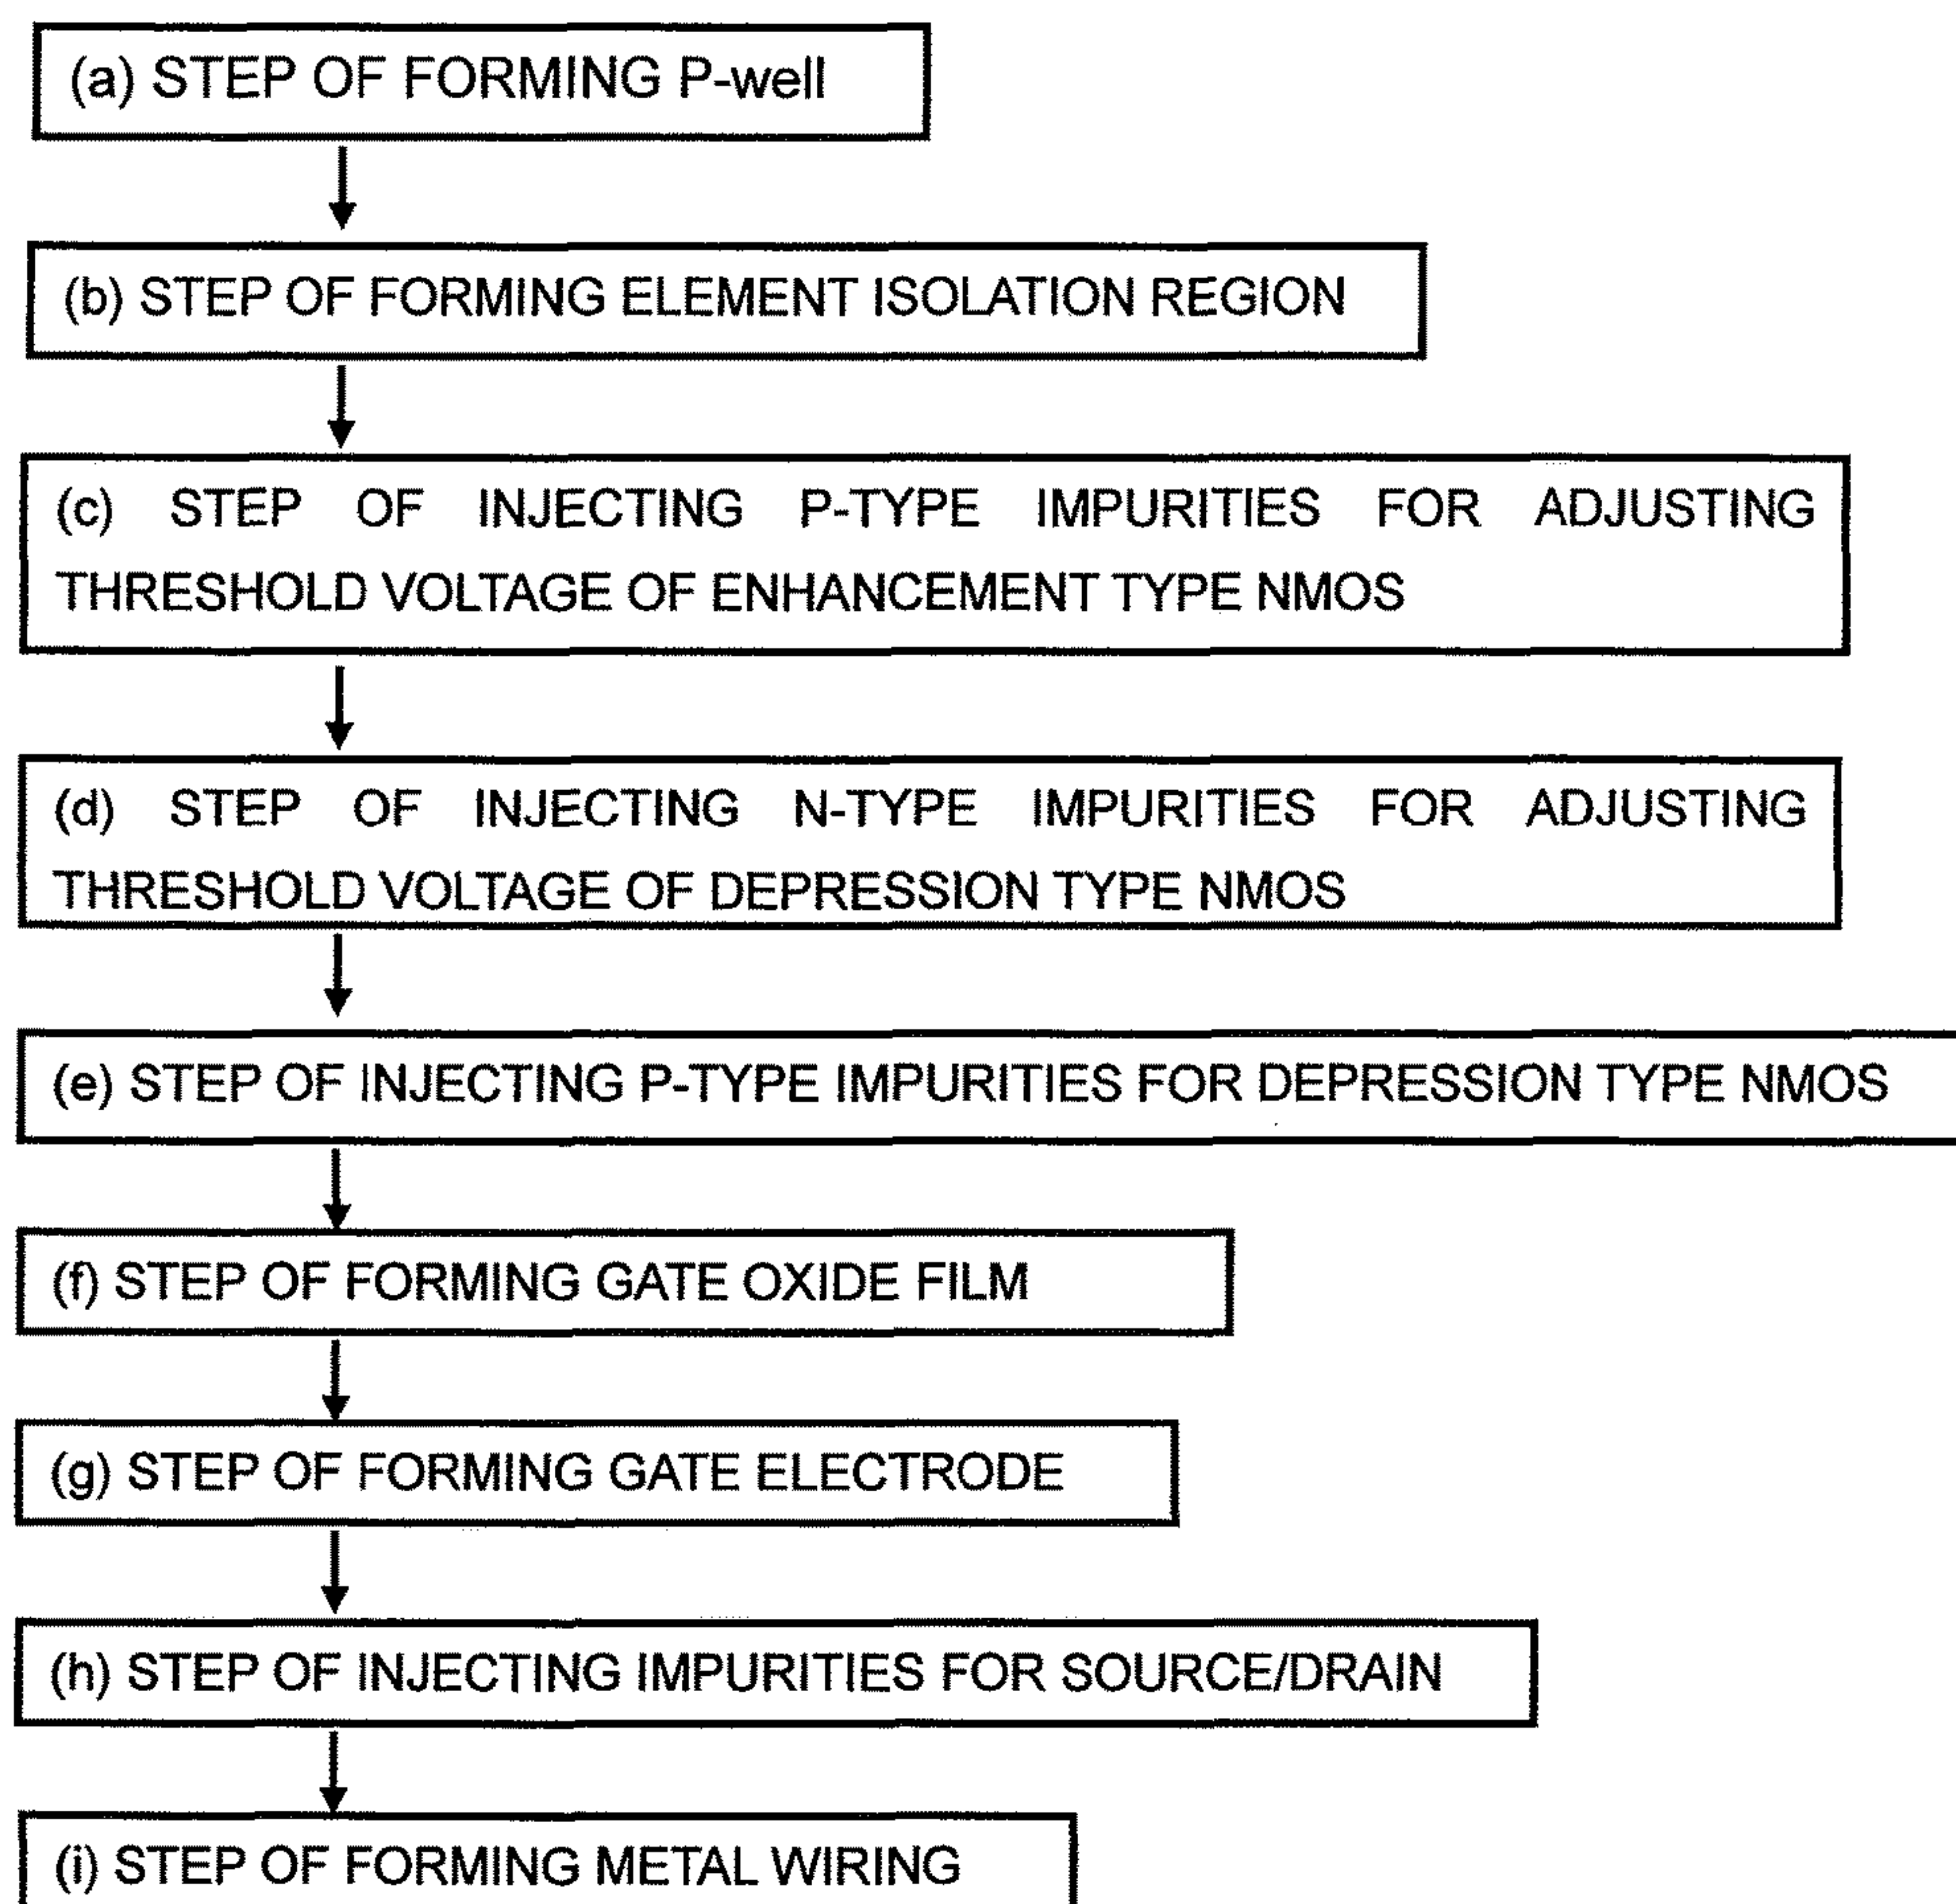 (a) STEP OF FORMING P-well
(b) STEP OF FORMING ELEMENT ISOLATION REGION
(c) STEP OF INJECTING P-TYPE IMPURITIES FOR ADJUSTING
THRESHOLD VOLTAGE OF ENHANCEMENT TYPE NMOS
(d) STEP OF INJECTING N-TYPE IMPURITIES FOR ADJUSTING
THRESHOLD VOLTAGE OF DEPRESSION TYPE NMOS
(e) STEP OF INJECTING P-TYPE IMPURITIES FOR DEPRESSION TYPE NMOS
(f) STEP OF FORMING GATE OXIDE FILM
(g) STEP OF FORMING GATE ELECTRODE
(h) STEP OF INJECTING IMPURITIES FOR SOURCE/DRAIN
(i) STEP OF FORMING METAL WIRING